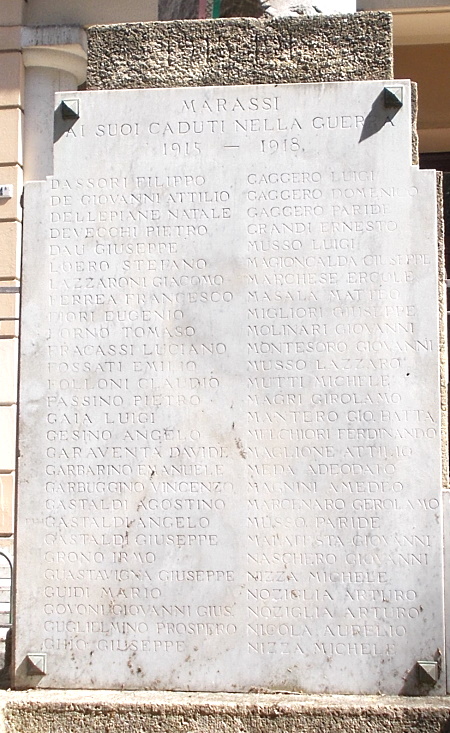 MARASSI
AI SUOI CADUTI NELLA GUERRA
1915 — 1918
DASSORI FILIPPO
DE GIOVANNI ATTILIO
DELLEPIANE NATALE
DEVECCHI PIETRO
DAU GIUSEPPE
STEFANO
LAZZARONI GIACOMO
FERREA FRANCESCO
FIORI EUGENIO
FORNO TOMASO
FRACASSI LUCIANO
FOSSATI EMILIO
FOLLONI CLAUDIO
FASSINO PIETRO
GAIA LUIGI
GESINO ANGELO
GARAVENTA DAVIDE
GARBARINO EMANUELE
GARBUGGINO VINCENZO
GASTALDI AGOSTINO
GASTALDI ANGELO
GASTALDI GIUSEPPE
GRONO IRMO
GUASTAVIGNA GIUSEPPE
GUIDI MARIO
GOVONI GIOVANNI GIUS
GUGLIELMINO PROSPERO
GHIO GIUSEPPE
GAGGERO LUIGI
GAGGERO DOMENICO
GAGGERO PARIDE
GRANDI ERNESTO
MUSSO LUIGI
MAGIONCALDA GIUSEPPE
MARCHESE ERCOLE
MASALA MATTEO
MIGLIORI GIUSEPPE
MOLINARI GIOVANNI
MONTESORO GIOVANNI
MUSSO LAZZARO
MUTTI MICHELE
MAGRI GIROLAMO
MANTERO GIO BATTA
MELCHIORI FERDINANDO
MAGLIONE ATTILIO
MEDA ADEODATO
MAGNINI AMEDEO
MARCENARO GEROLAMO
MUSSO PARIDE
MALATESTA GIOVANNI
NASCHERO GIOVANNI
NIZZA MICHELE
NOZIGLIA ARTURO
NOZIGLIA ARTURO
NICOLA AURELIO
NIZZA MICHELE